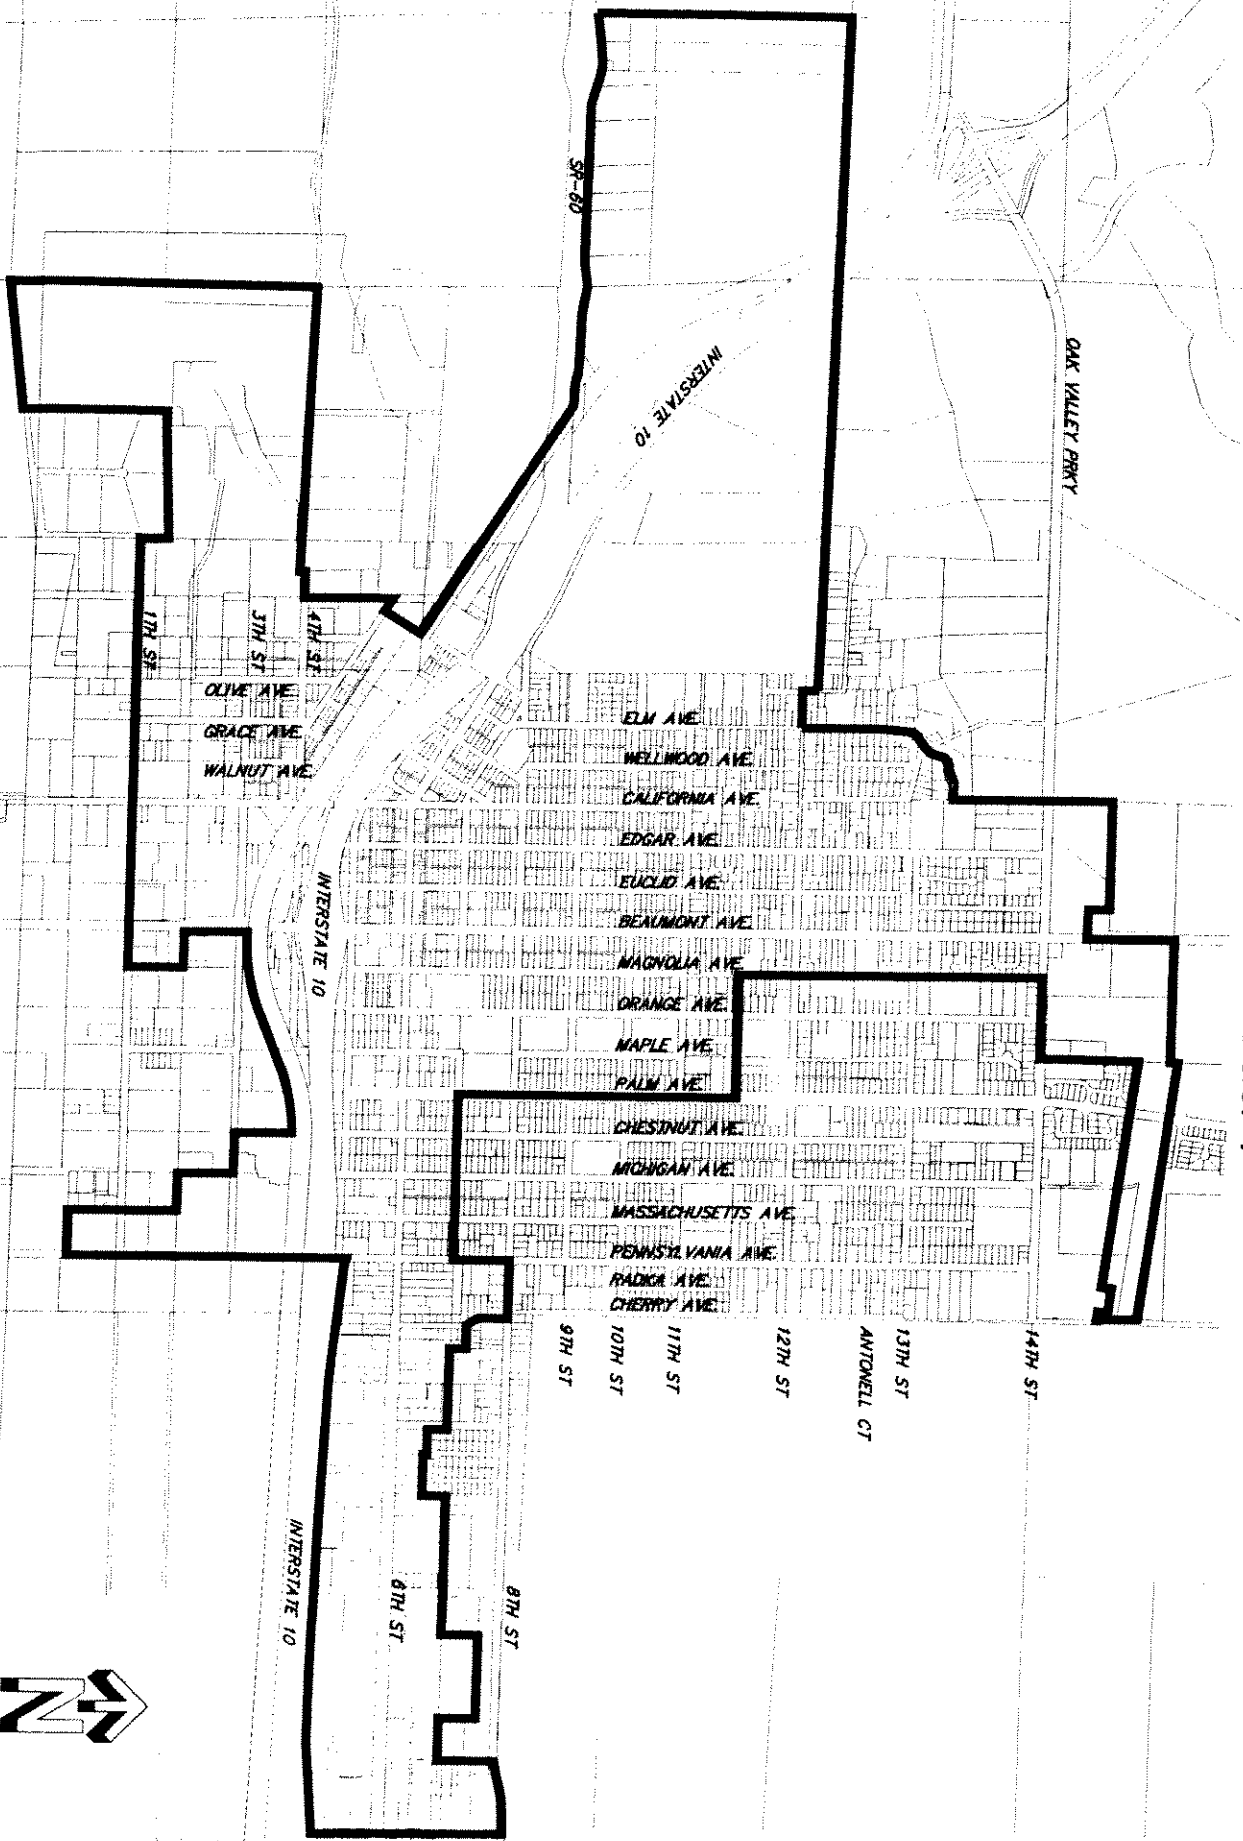 SR-60
INTERSTATE 10
OAK VALLEY PRKY
1TH ST.
3TH ST.
4TH ST.
OLIVE AVE.
GRACE AVE.
WALNUT AVE.
ELM AVE.
WELLWOOD AVE.
CALIFORNIA AVE.
EDGAR AVE.
EUCLID AVE.
BEAUMONT AVE.
MAGNOLIA AVE.
ORANGE AVE.
MAPLE AVE.
PALM AVE.
CHESTNUT AVE.
MICHIGAN AVE.
MASSACHUSETTS AVE.
PENNSYLVANIA AVE.
RADKA AVE.
CHERRY AVE.
INTERSTATE 10
9TH ST
10TH ST
11TH ST
12TH ST
ANTONELL CT
13TH ST
14TH ST
INTERSTATE 10
6TH ST
8TH ST
N